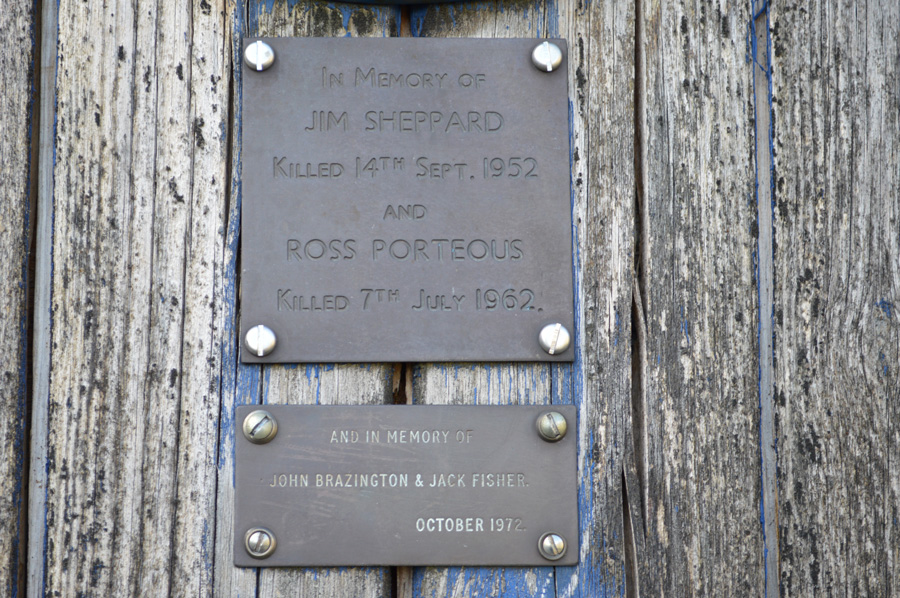 In Memory of
JIM SHEPPARD
Killed 14TH Sept. 1952
AND
ROSS PORTEOUS
Killed 7TH July 1962.
AND IN MEMORY OF
JOHN BRAZINGTON & JACK FISHER.
OCTOBER 1972.